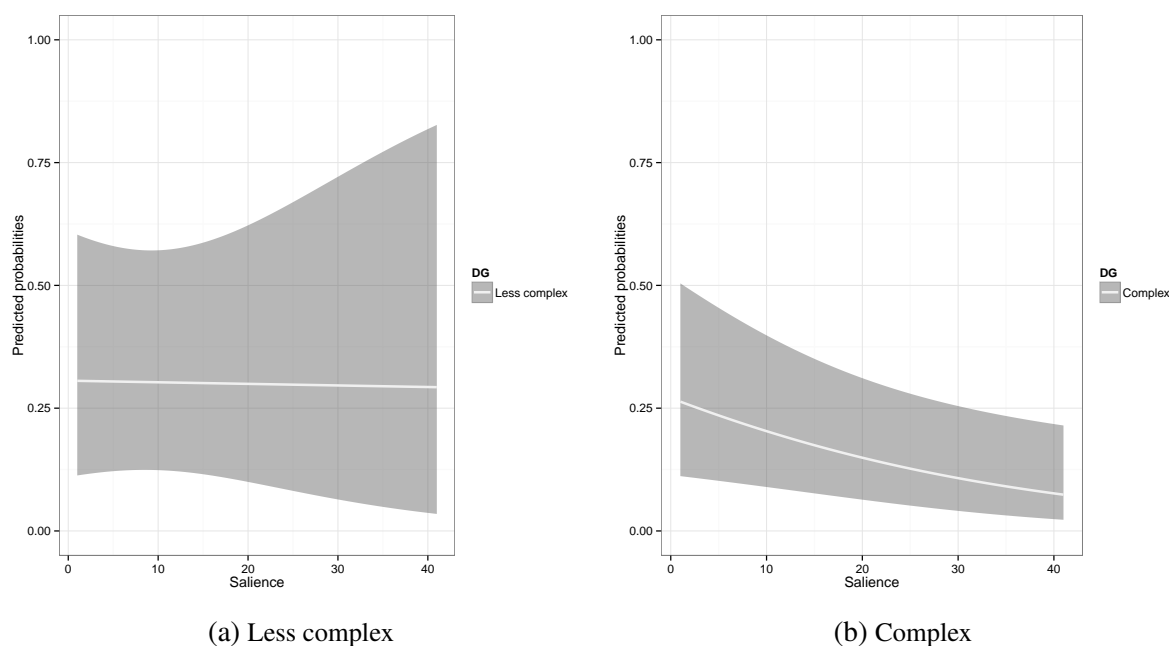 1.00
0.75
0.50
0.25
0.00
Predicted probabilities
0 10 20 30 40
Salience
DG
Less complex
(a) Less complex
1.00
0.75
0.50
0.25
0.00
Predicted probabilities
0 10 20 30 40
Salience
DG
Complex
(b) Complex